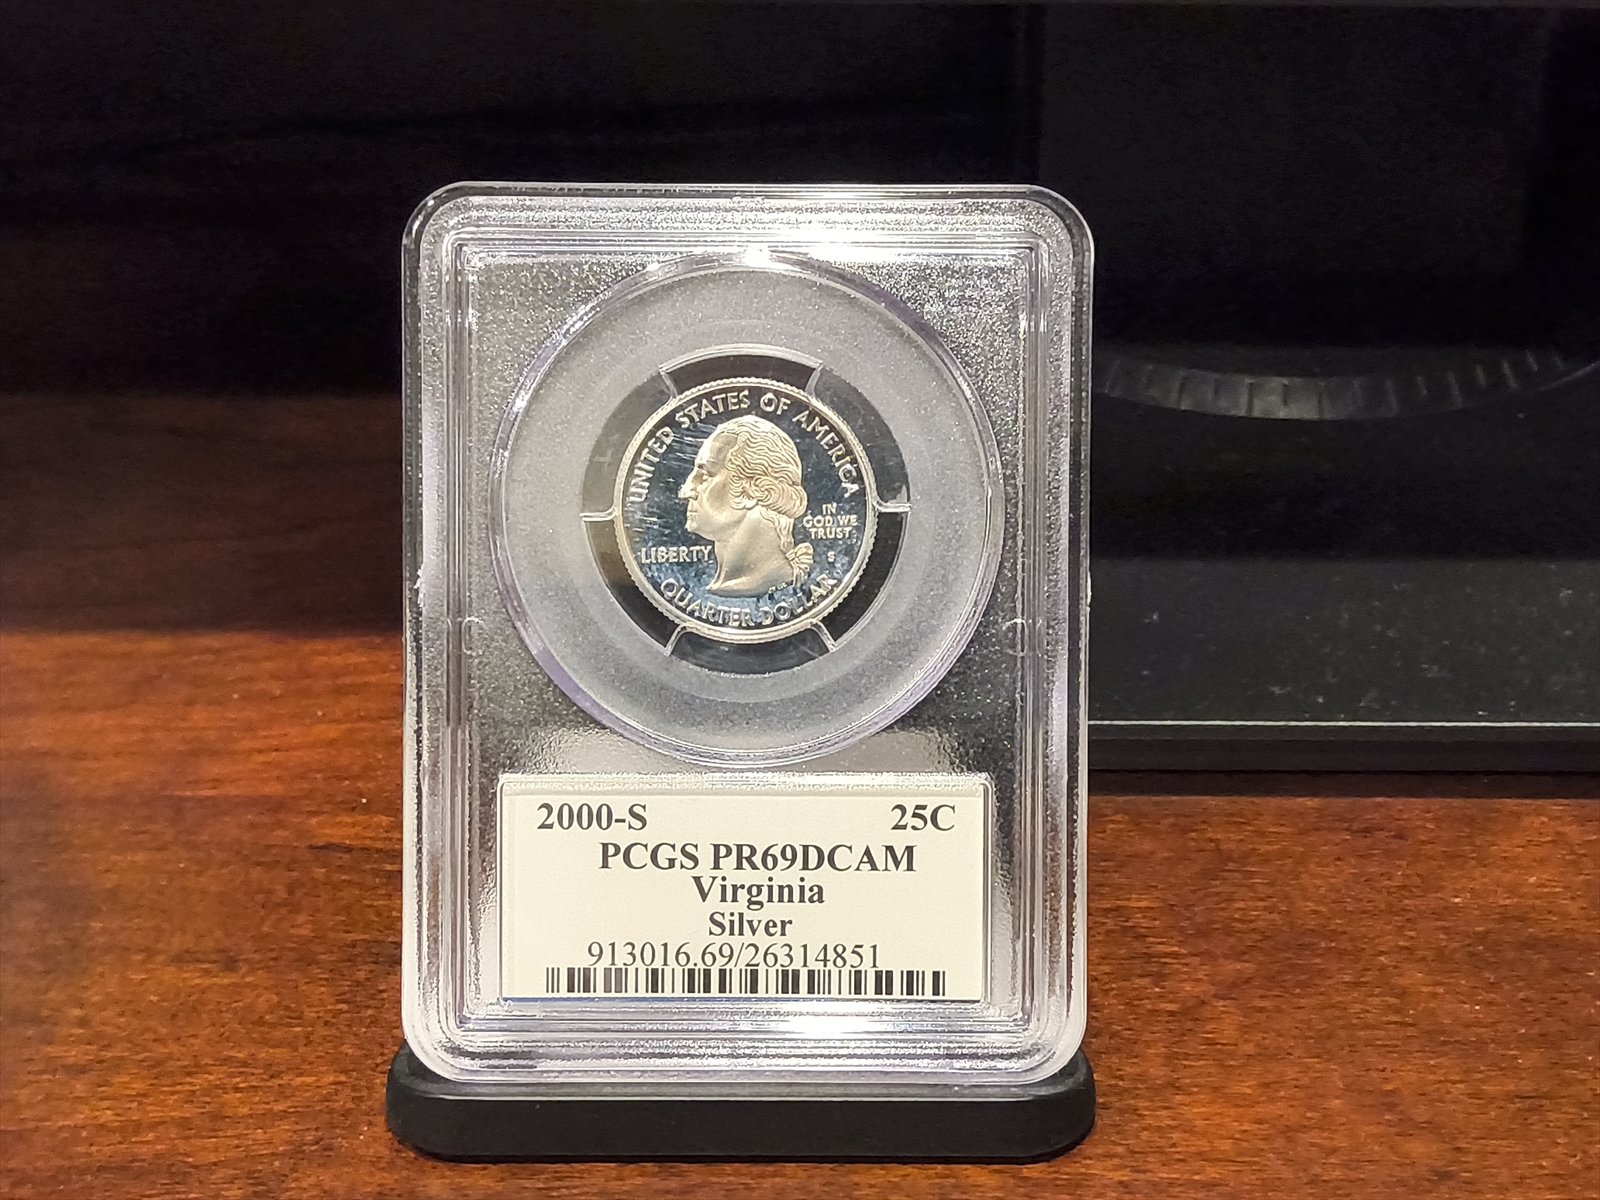 UNITED STATES OF AMERICA
IN
GOD WE
TRUST
LIBERTY
S
QUARTER DOLLAR
2000-S 25C
PCGS PR69DCAM
Virginia
Silver
913016.69/26314851